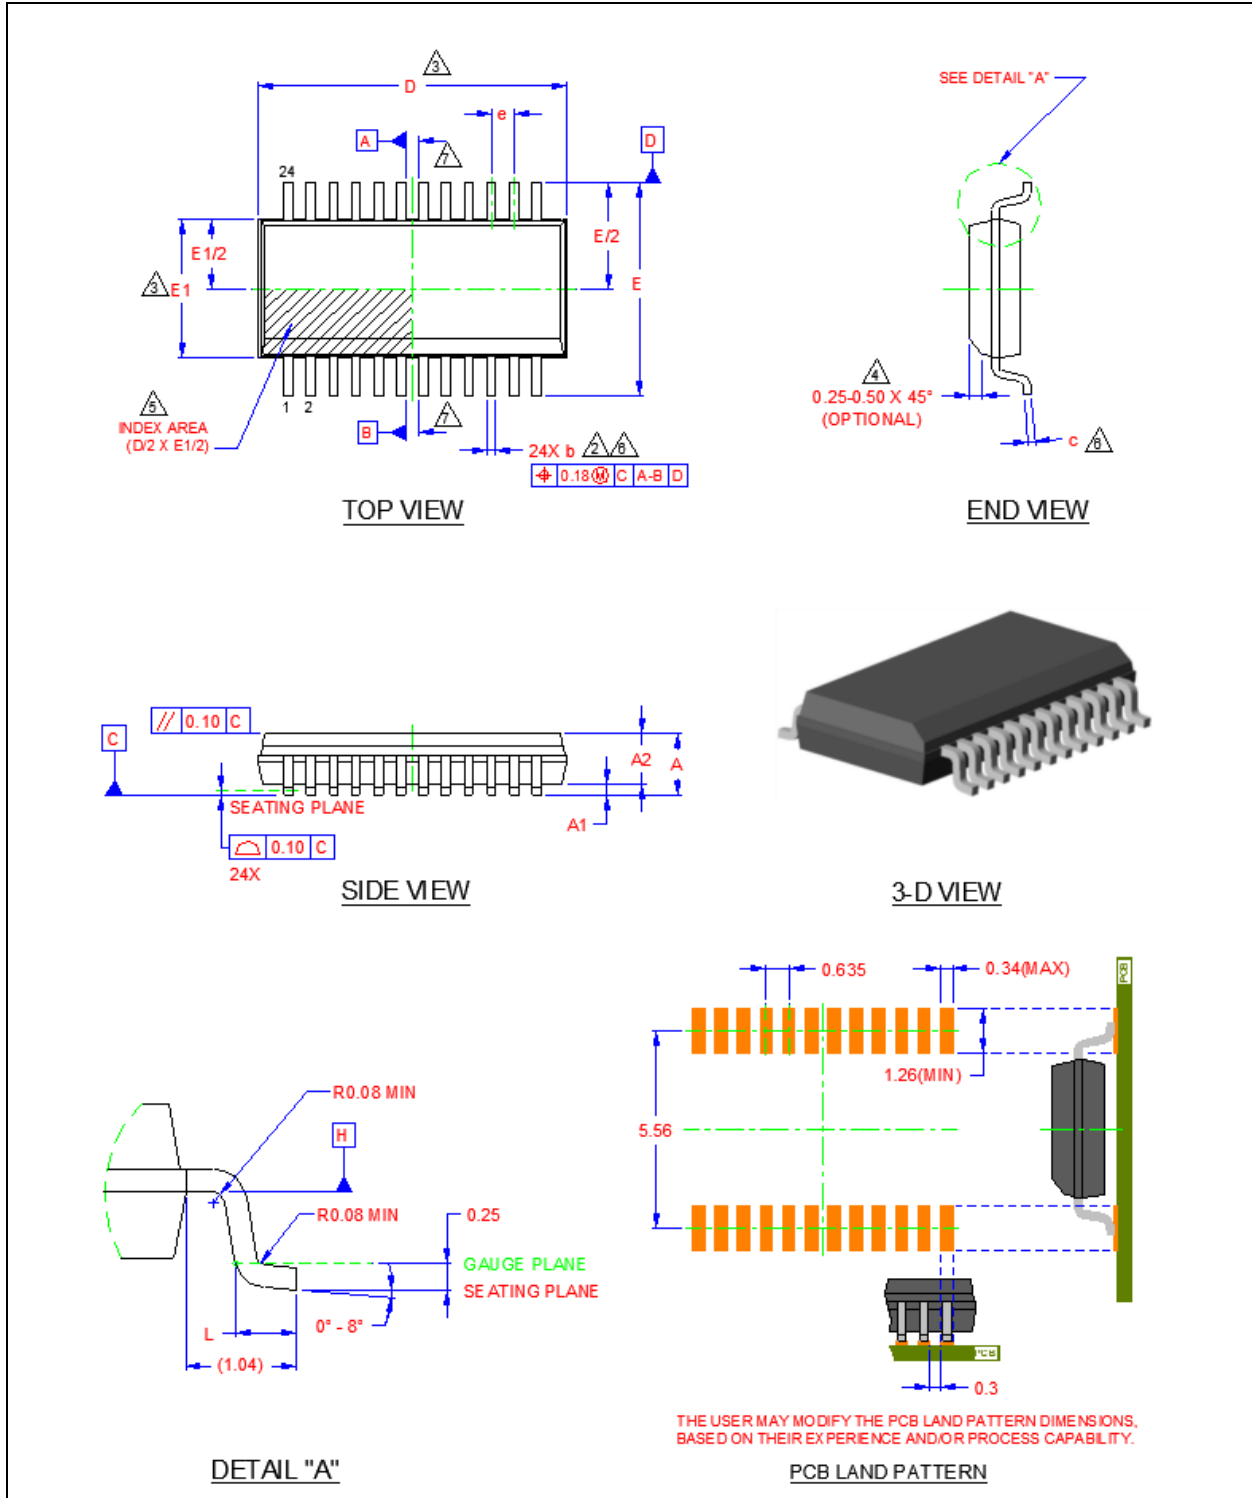 3
D
SEE DETAIL "A"
e
A
7
D
24
E1/2
E/2
3
E1
E
4
0.25-0.50 X 45°
(OPTIONAL)
5
1 2
INDEX AREA
(D/2 X E1/2)
B
7
24X b 2 6
0.18 M C A-B D
c 6
TOP VIEW
END VIEW
// 0.10 C
C
A2
A
SEATING PLANE
A1
0.10 C
24X
SIDE VIEW
3-D VIEW
0.635
0.34(MAX)
PCB
1.26(MIN)
R0.08 MIN
H
5.56
R0.08 MIN
0.25
GAUGE PLANE
SEATING PLANE
L
0° - 8°
(1.04)
PCB
0.3
THE USER MAY MODIFY THE PCB LAND PATTERN DIMENSIONS,
BASED ON THEIR EXPERIENCE AND/OR PROCESS CAPABILITY.
DETAIL "A"
PCB LAND PATTERN